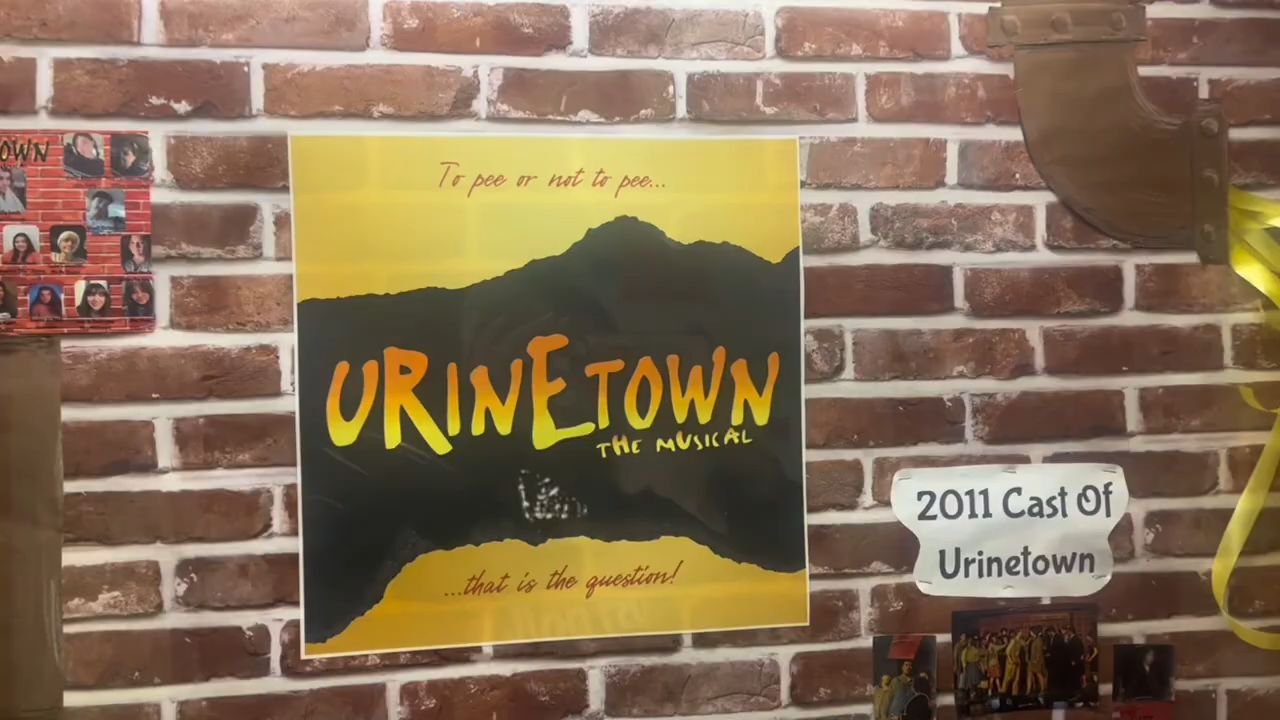 OWN
To pee or not to pee...
URINETOWN
THE MUSICAL
...that is the question!
2011 Cast Of
Urinetown